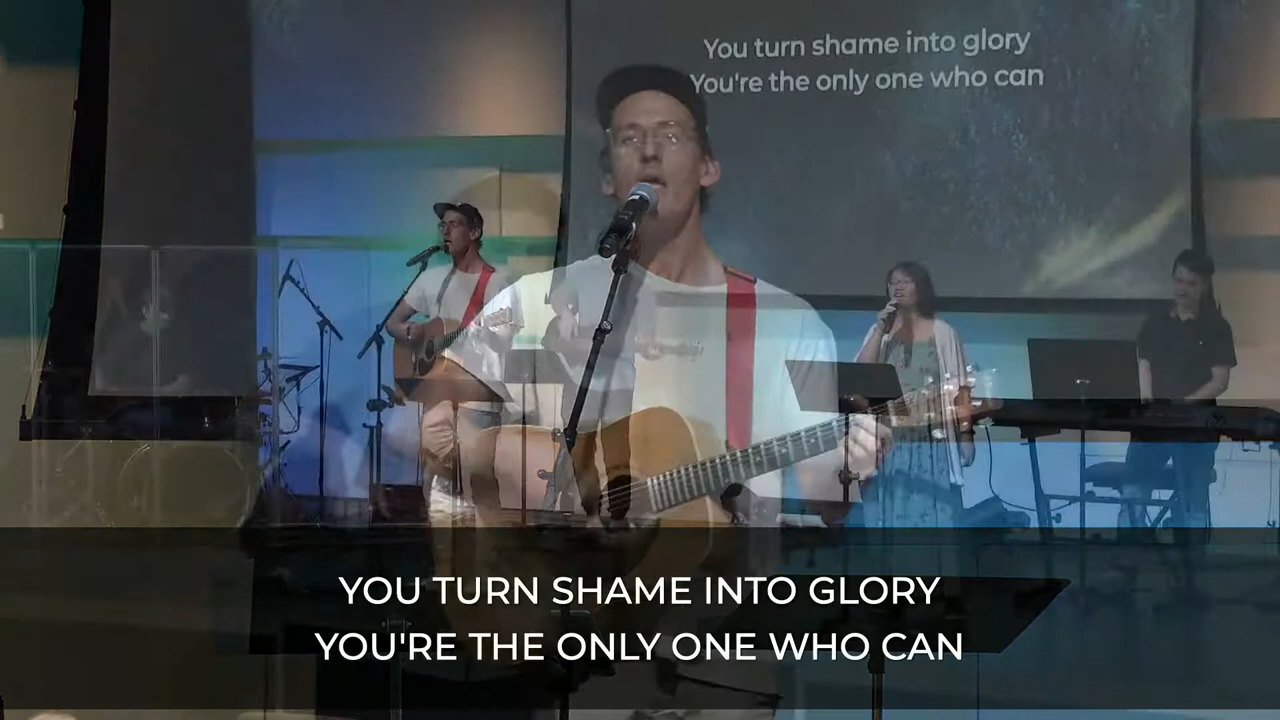 You turn shame into glory
You're the only one who can
YOU TURN SHAME INTO GLORY
YOU'RE THE ONLY ONE WHO CAN